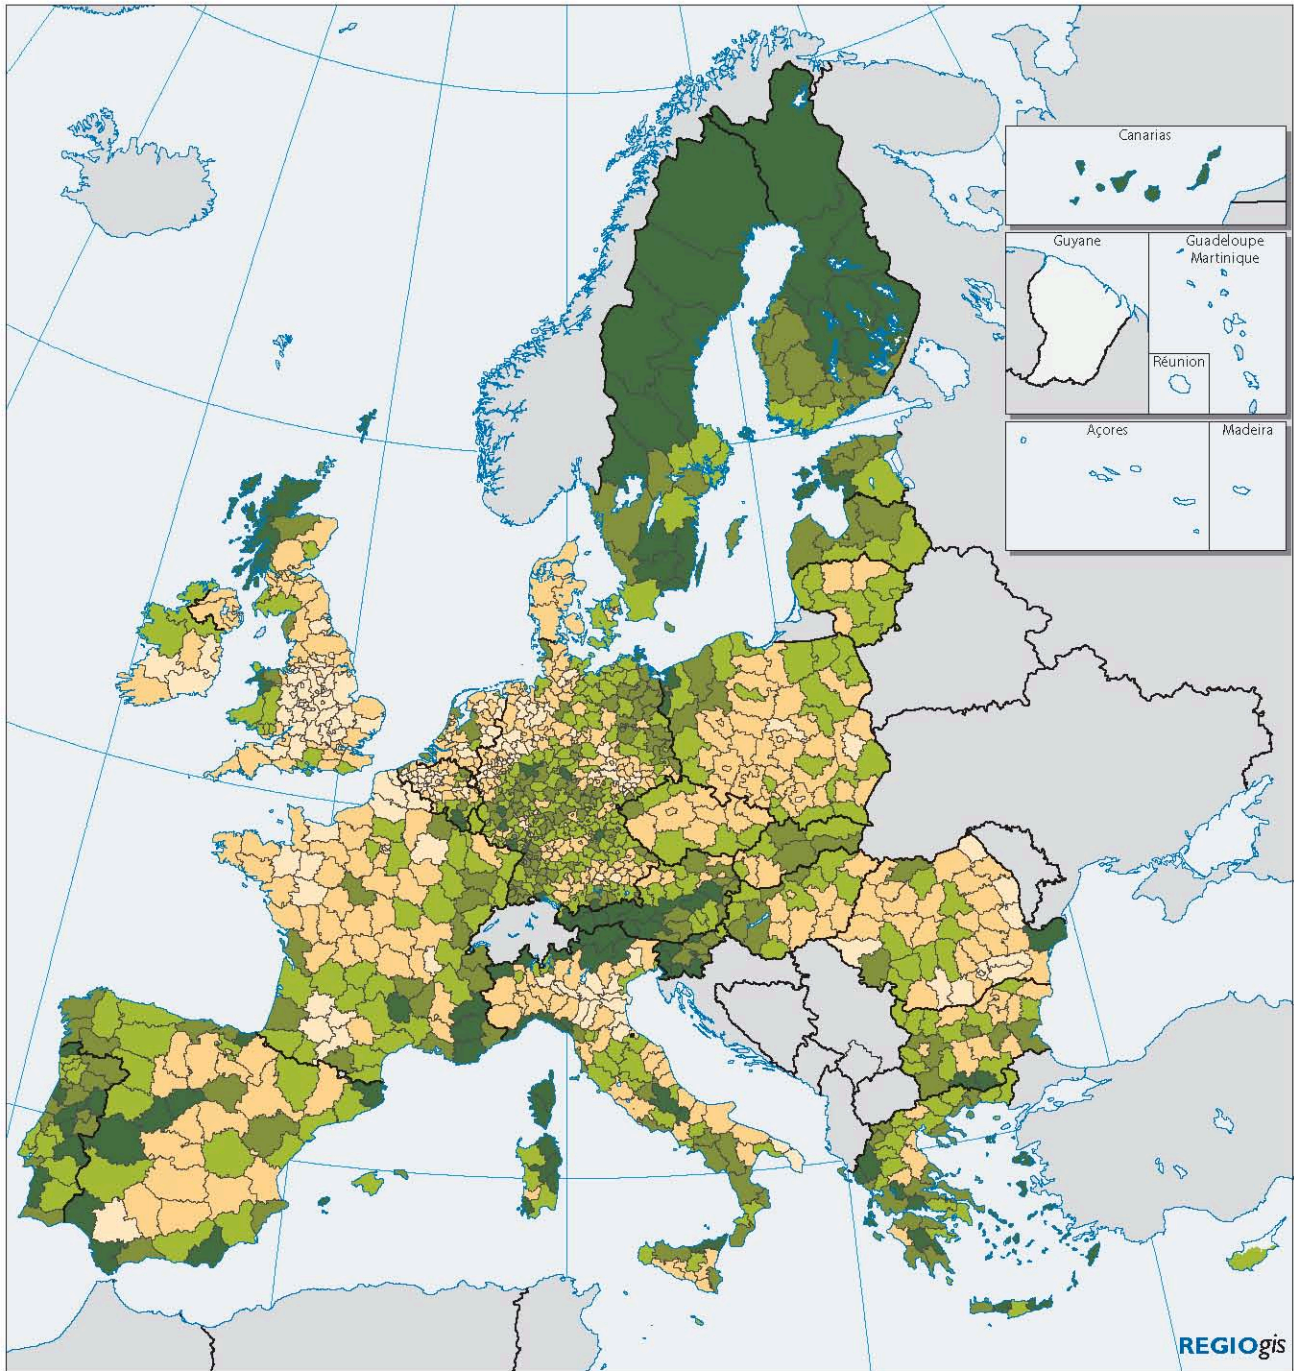 Canarias
Guyane
Guadeloupe
Martinique
Réunion
Açores
Madeira
REGIOgis